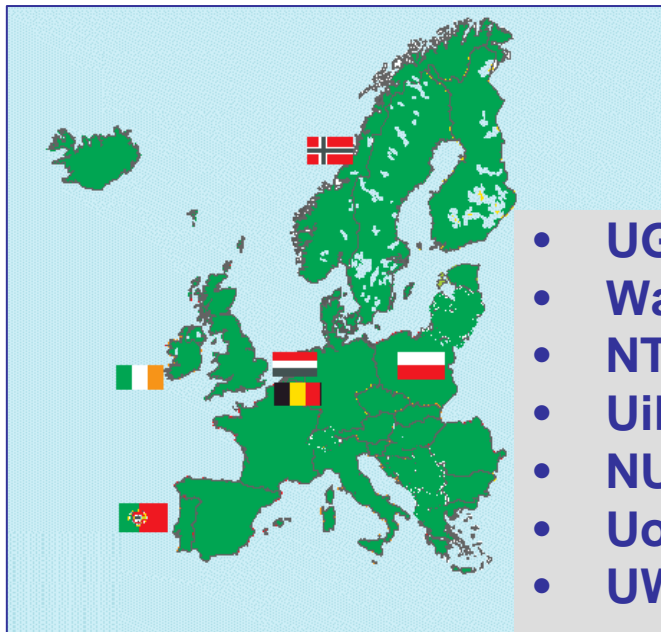 • UG
• Wa
• NT
• Uil
• NU
• Uo
• UW